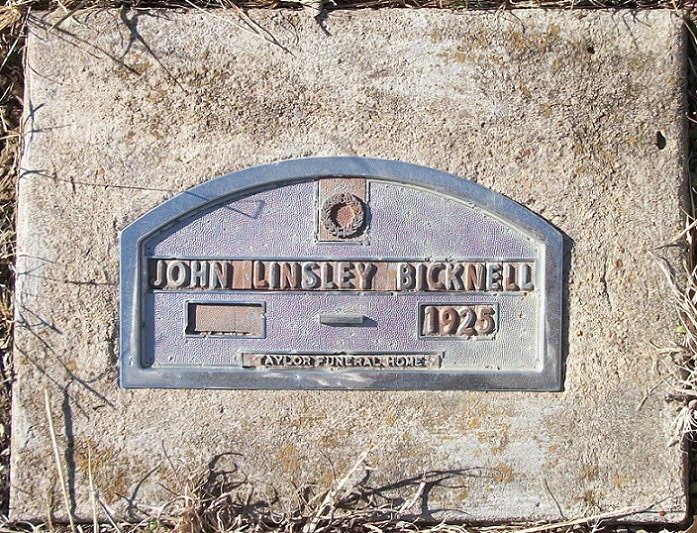 JOHN LINSLEY BICKNELL
1925
TAYLOR FUNERAL HOME